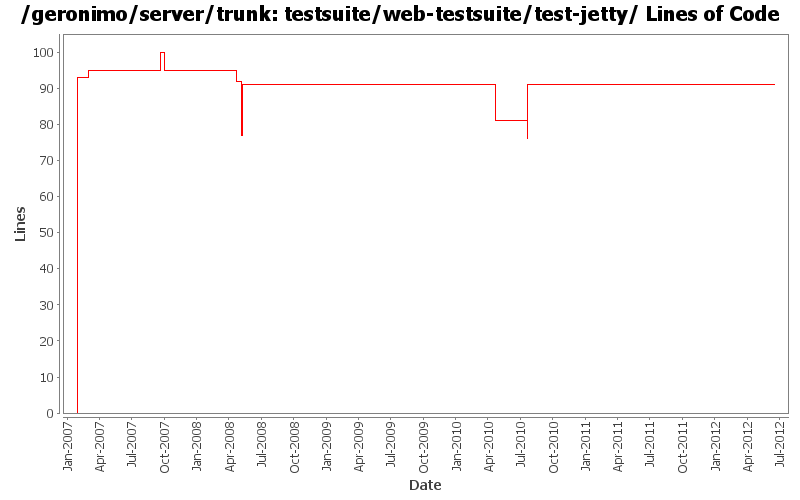 /geronimo/server/trunk: testsuite/web-testsuite/test-jetty/ Lines of Code
100
90
80
70
60
50
40
30
20
10
0
Lines
Jan-2007
Apr-2007
Jul-2007
Oct-2007
Jan-2008
Apr-2008
Jul-2008
Oct-2008
Jan-2009
Apr-2009
Jul-2009
Oct-2009
Jan-2010
Apr-2010
Jul-2010
Oct-2010
Jan-2011
Apr-2011
Jul-2011
Oct-2011
Jan-2012
Apr-2012
Jul-2012
Date